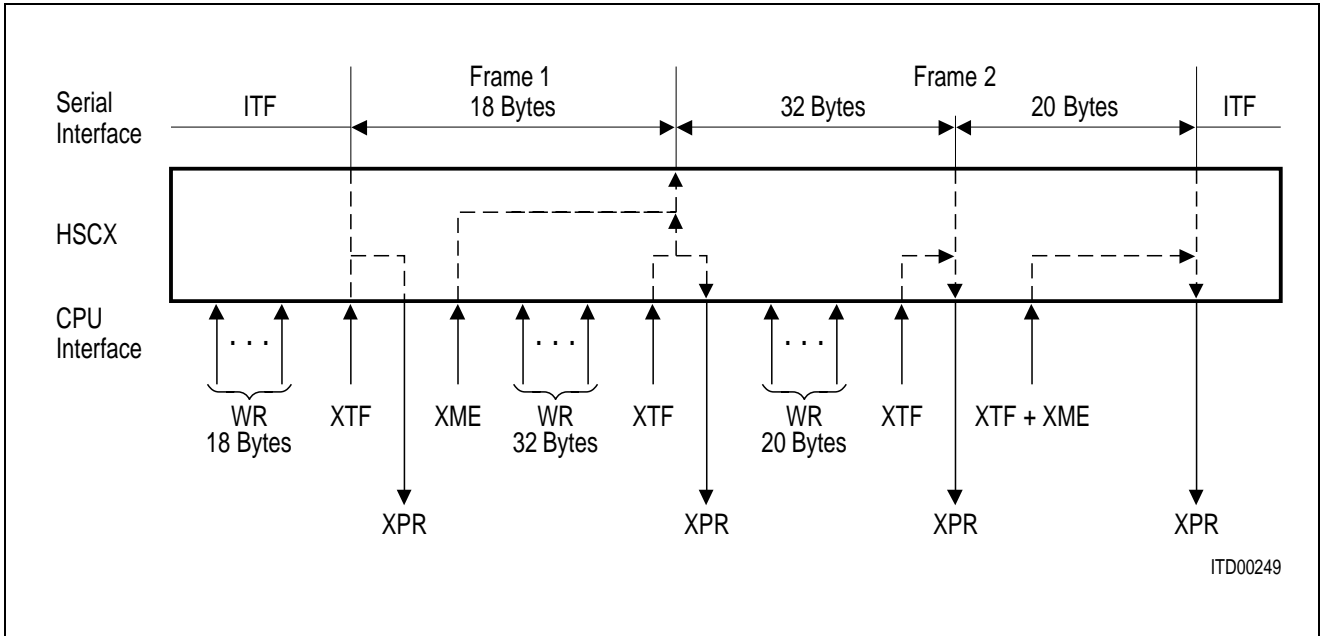 Frame 1
Frame 2
Serial
Interface
ITF
18 Bytes
32 Bytes
20 Bytes
ITF
HSCX
CPU
Interface
. . .
. . .
. . .
WR
18 Bytes
XTF
XME
WR
32 Bytes
XTF
WR
20 Bytes
XTF
XTF + XME
XPR
XPR
XPR
XPR
ITD00249